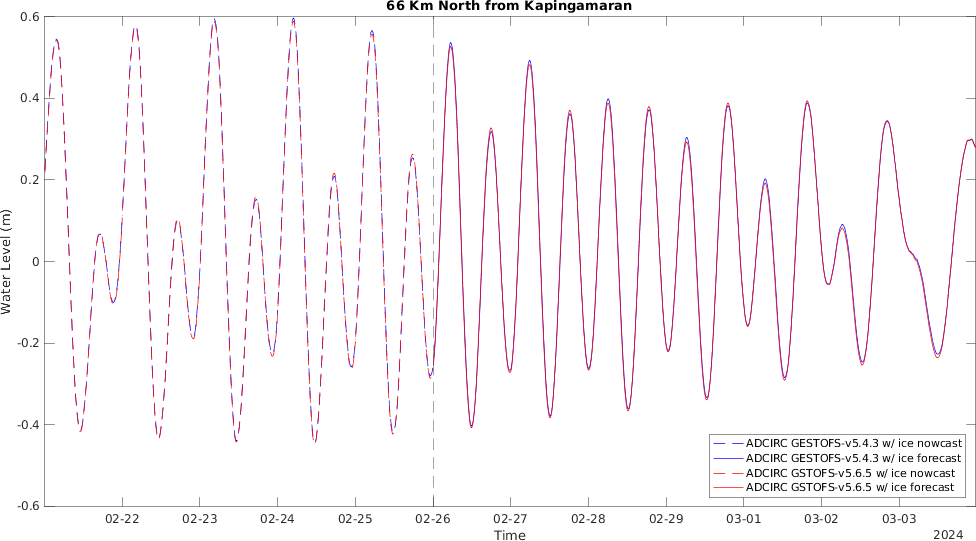 66 Km North from Kapingamaran
Water Level (m)
0.6
0.4
0.2
0
-0.2
-0.4
-0.6
ADCIRC GESTOFS-v5.4.3 w/ ice nowcast
ADCIRC GESTOFS-v5.4.3 w/ ice forecast
ADCIRC GSTOFS-v5.6.5 w/ ice nowcast
ADCIRC GSTOFS-v5.6.5 w/ ice forecast
02-22 02-23 02-24 02-25 02-26 02-27 02-28 02-29 03-01 03-02 03-03
Time
2024